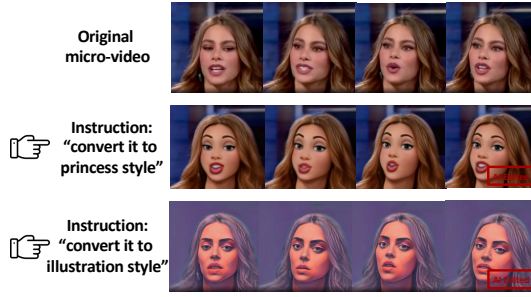 Original
micro-video
Instruction:
“convert it to
princess style”
Instruction:
“convert it to
illustration style”